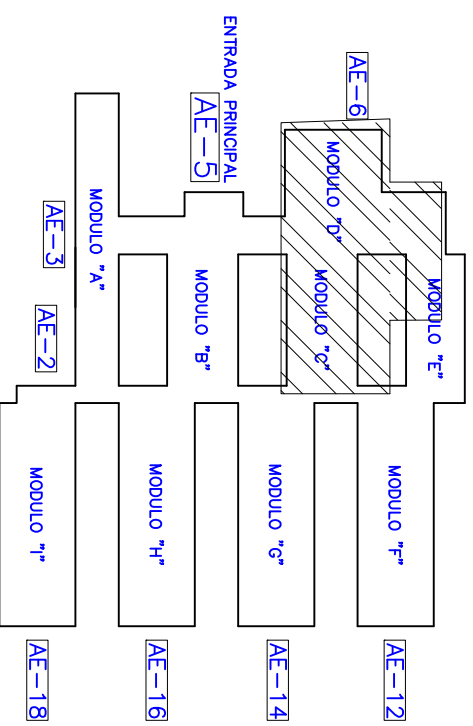 ENTRADA PRINCIPAL
AE-5
AE-6
MODULO "D"
MODULO "A"
AE-3
AE-2
MODULO "B"
MODULO "C"
MODULO "E"
MODULO "I"
MODULO "H"
MODULO "G"
MODULO "F"
AE-18
AE-16
AE-14
AE-12